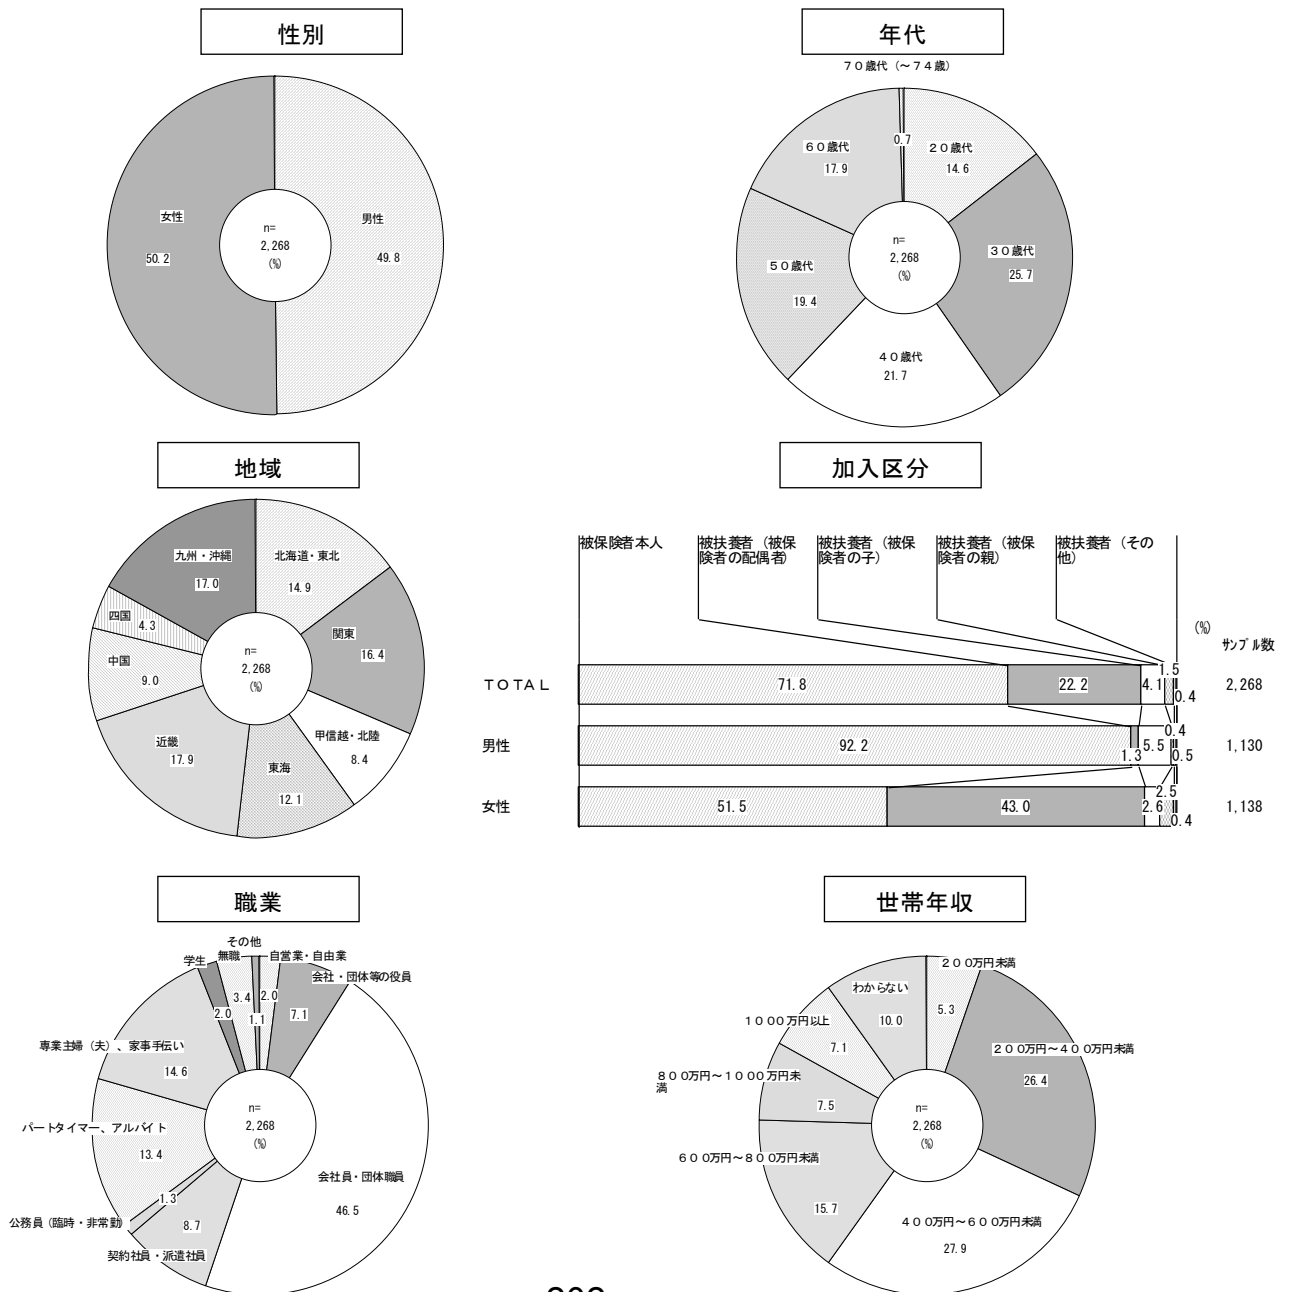 性別
女性
50.2
男性
49.8
n=
2,268
(%)
年代
７０歳代（～７４歳）
0.7
２０歳代
14.6
３０歳代
25.7
４０歳代
21.7
５０歳代
19.4
６０歳代
17.9
n=
2,268
(%)
地域
北海道・東北
14.9
関東
16.4
甲信越・北陸
8.4
東海
12.1
近畿
17.9
中国
9.0
四国
4.3
九州・沖縄
17.0
n=
2,268
(%)
加入区分
被保険者本人
被扶養者（被保
険者の配偶者）
被扶養者（被保
険者の子）
被扶養者（被保
険者の親）
被扶養者（その
他）
(%)
ｻﾝﾌﾟﾙ数
ＴＯＴＡＬ
71.8
22.2
4.1
1.5
0.4
2,268
男性
92.2
1.3
5.5
0.4
0.5
1,130
女性
51.5
43.0
2.6
2.5
0.4
1,138
職業
その他
1.1
自営業・自由業
2.0
会社・団体等の役員
7.1
会社員・団体職員
46.5
契約社員・派遣社員
8.7
公務員（臨時・非常勤）
1.3
パートタイマー、アルバイト
13.4
専業主婦（夫）、家事手伝い
14.6
学生
2.0
無職
3.4
n=
2,268
(%)
世帯年収
２００万円未満
5.3
２００万円～４００万円未満
26.4
４００万円～６００万円未満
27.9
６００万円～８００万円未満
15.7
８００万円～１０００万円未
満
7.5
１０００万円以上
7.1
わからない
10.0
n=
2,268
(%)